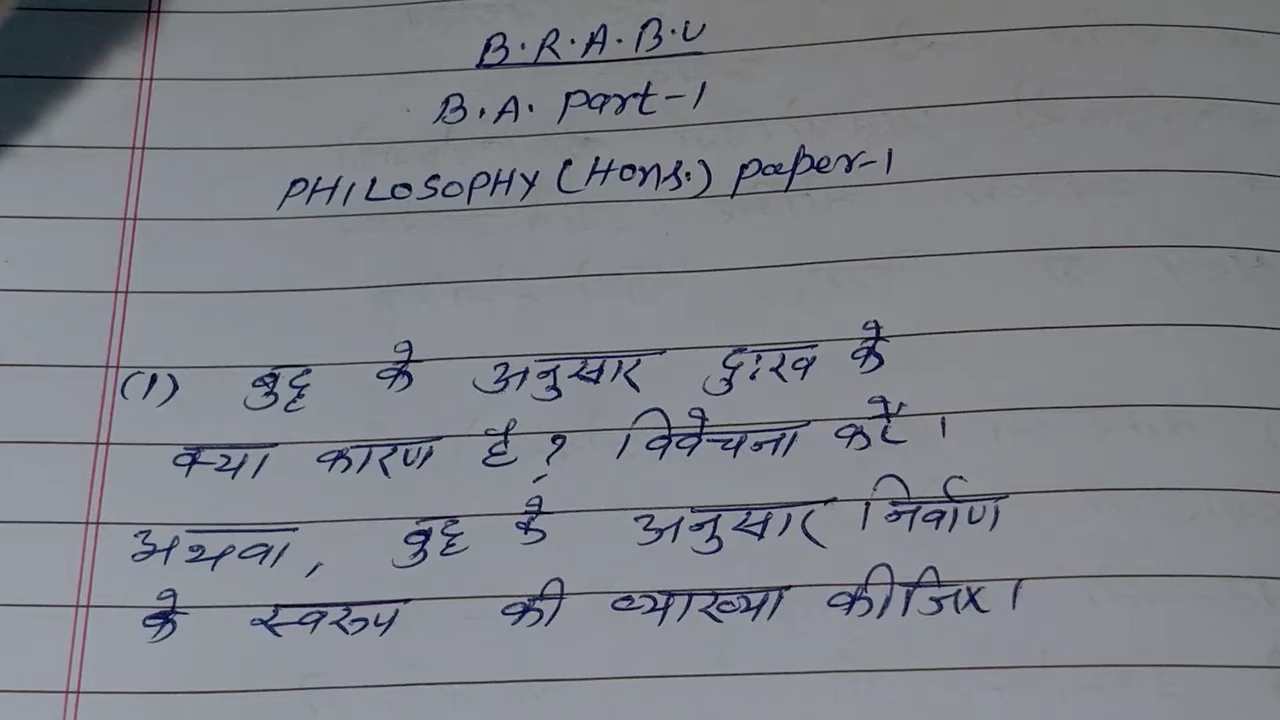 B.R.A.B.U
B.A. Part-1
PHILOSOPHY (Hons.) paper-1
(1) बुद्ध के अनुसार दुःख के
क्या कारण है? विवेचना करें।
अथवा, बुद्ध के अनुसार निर्वाण
के स्वरूप की व्याख्या कीजिए।